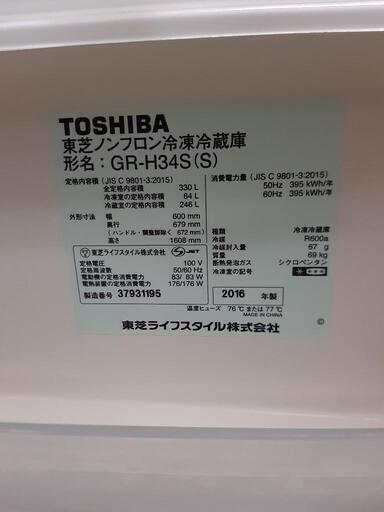 TOSHIBA
東芝ノンフロン冷凍冷蔵庫
形名：GR-H34S(S)
定格内容積（JIS C 9801-3:2015）
全定格内容積 330 L
冷凍室の定格内容積 84 L
冷蔵室の定格内容積 246 L
外形寸法 幅 600 mm
奥行 679 mm
（ハンドル・調整脚除く 672 mm）
高さ 1608 mm
東芝ライフスタイル株式会社 JET
定格電圧 100 V
定格周波数 50/60 Hz
電動機の定格消費電力 83/ 83 W
電熱装置の定格消費電力 176/176 W
製造番号 37931195
消費電力量（JIS C 9801-3:2015）
50Hz 395 kWh/年
60Hz 395 kWh/年
種類 冷凍冷蔵庫
冷媒 R600a
冷媒封入量 67 g
質量 69 kg
断熱発泡ガス シクロペンタン
冷凍室の記号
2016 年製
温度ヒューズ 76℃ または 77℃
MADE IN CHINA
東芝ライフスタイル株式会社